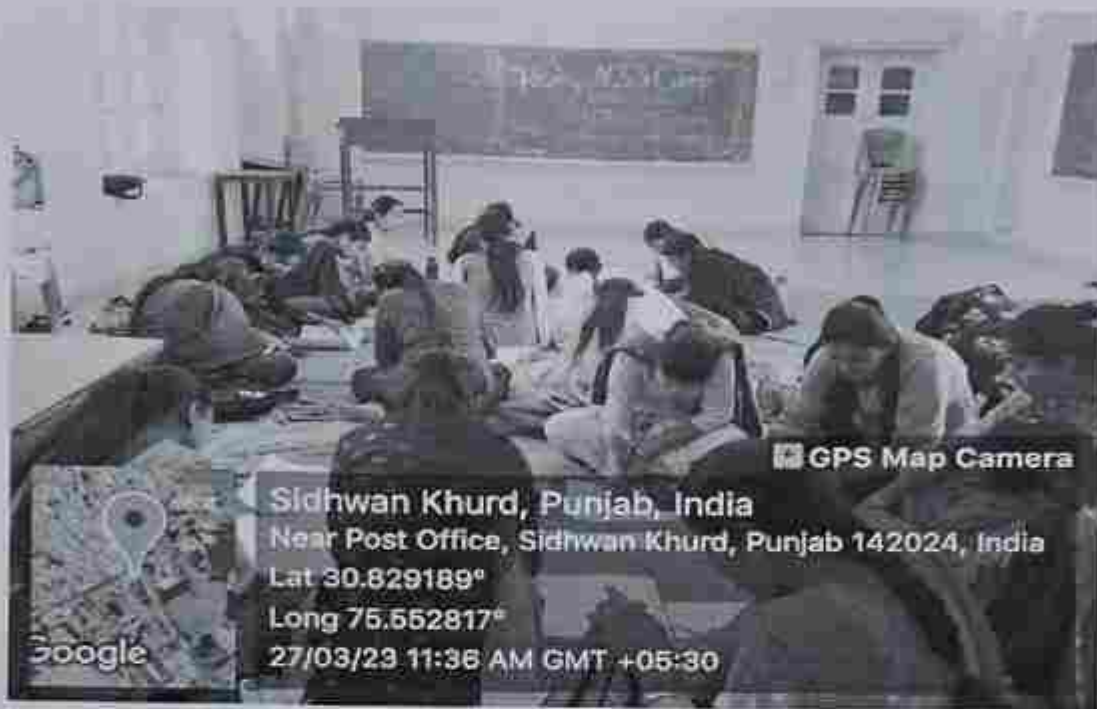 GPS Map Camera
Sidhwan Khurd, Punjab, India
Near Post Office, Sidhwan Khurd, Punjab 142024, India
Lat 30.829189°
Long 75.552817°
27/03/23 11:36 AM GMT +05:30
Google